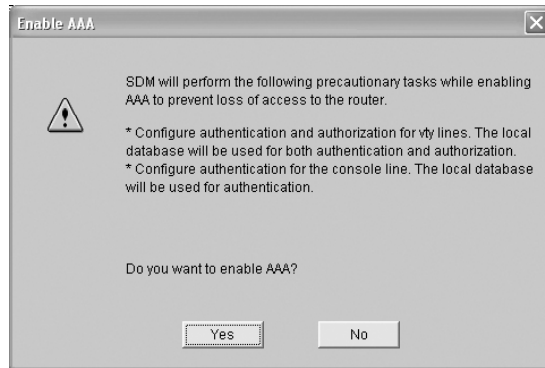 Enable AAA
SDM will perform the following precautionary tasks while enabling
AAA to prevent loss of access to the router.
* Configure authentication and authorization for vty lines. The local
database will be used for both authentication and authorization.
* Configure authentication for the console line. The local database
will be used for authentication.
Do you want to enable AAA?
Yes
No